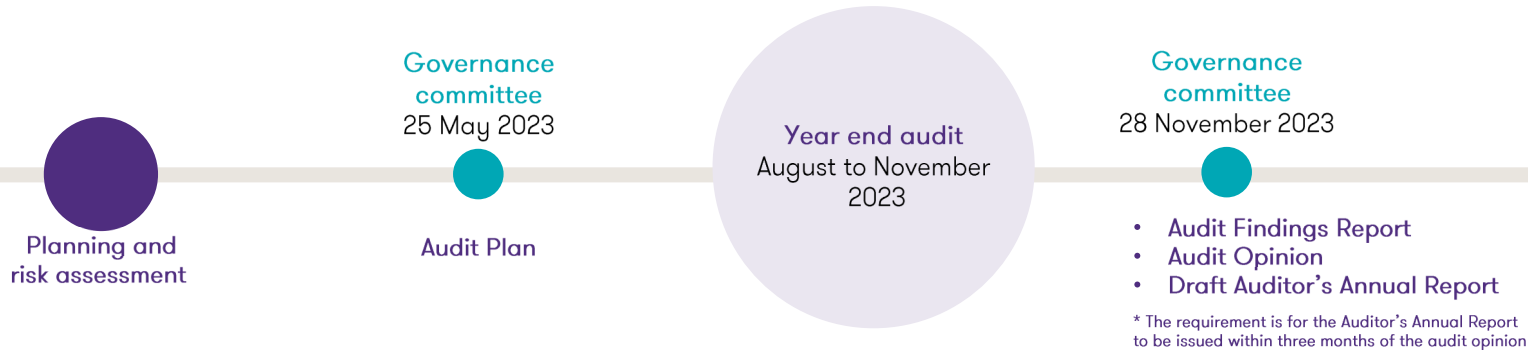 Planning and
risk assessment
Governance
committee
25 May 2023
Audit Plan
Year end audit
August to November
2023
Governance
committee
28 November 2023
• Audit Findings Report
• Audit Opinion
• Draft Auditor's Annual Report
* The requirement is for the Auditor's Annual Report
to be issued within three months of the audit opinion